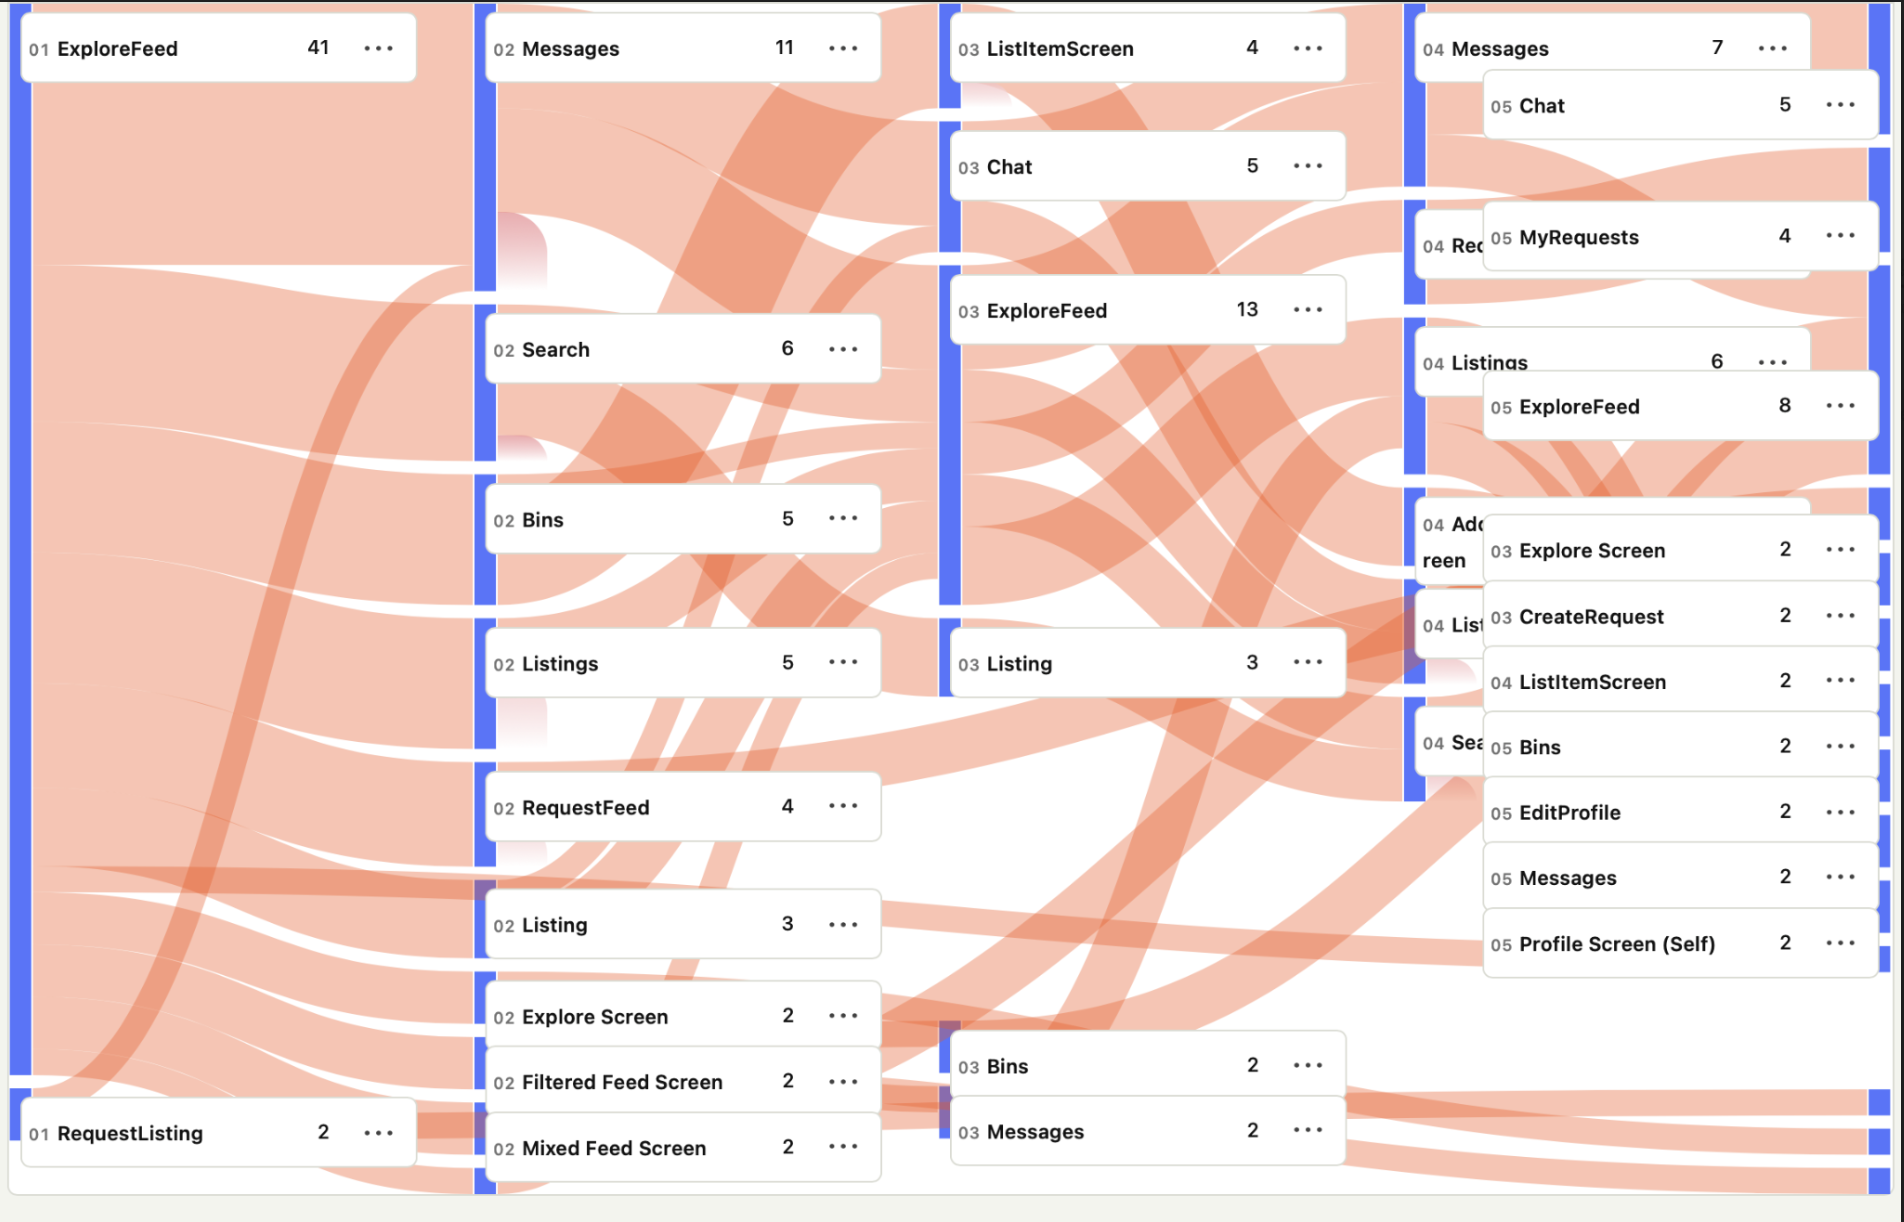 01 ExploreFeed 41 ...
02 Messages 11 ...
03 ListItemScreen 4 ...
04 Messages 7 ...
05 Chat 5 ...
03 Chat 5 ...
04 Rec
05 MyRequests 4 ...
03 ExploreFeed 13 ...
02 Search 6 ...
04 Listings 6 ...
05 ExploreFeed 8 ...
02 Bins 5 ...
04 Add
reen
03 Explore Screen 2 ...
03 CreateRequest 2 ...
04 List
02 Listings 5 ...
03 Listing 3 ...
04 ListItemScreen 2 ...
04 Sea
05 Bins 2 ...
02 RequestFeed 4 ...
05 EditProfile 2 ...
05 Messages 2 ...
02 Listing 3 ...
05 Profile Screen (Self) 2 ...
02 Explore Screen 2 ...
03 Bins 2 ...
02 Filtered Feed Screen 2 ...
01 RequestListing 2 ...
03 Messages 2 ...
02 Mixed Feed Screen 2 ...